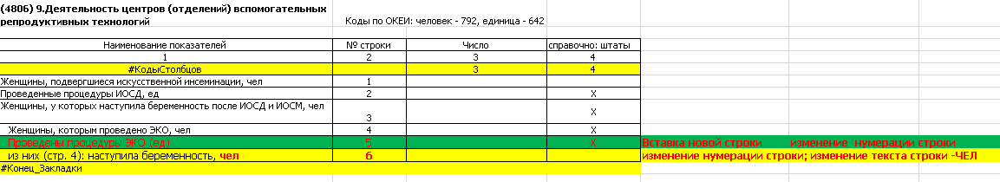 (4806) 9.Деятельность центров (отделений) вспомогательных
репродуктивных технологий
Коды по ОКЕИ: человек - 792, единица - 642
Наименование показателей № строки Число справочно: штаты
1 2 3 4
#КодыСтолбцов 3 4
Женщины, подвергшиеся искусственной инсеминации, чел 1
Проведенные процедуры ИОСД, ед 2 X
Женщины, у которых наступила беременность после ИОСД и ИОСМ, чел 3 X
Женщины, которым проведено ЭКО, чел 4 X
Проведены процедуры ЭКО (ед) 5 X Вставка новой строки изменение нумерации строки
из них (стр. 4): наступила беременность, чел 6 изменение нумерации строки; изменение текста строки -ЧЕЛ
#Конец_Закладки